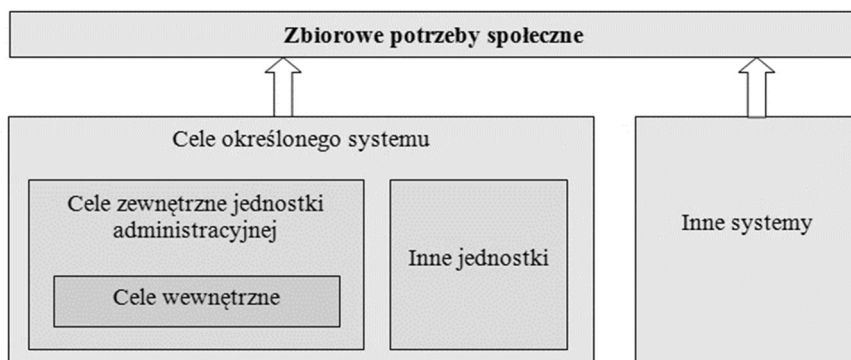 Zbiorowe potrzeby społeczne
Cele określonego systemu
Cele zewnętrzne jednostki
administracyjnej
Cele wewnętrzne
Inne jednostki
Inne systemy